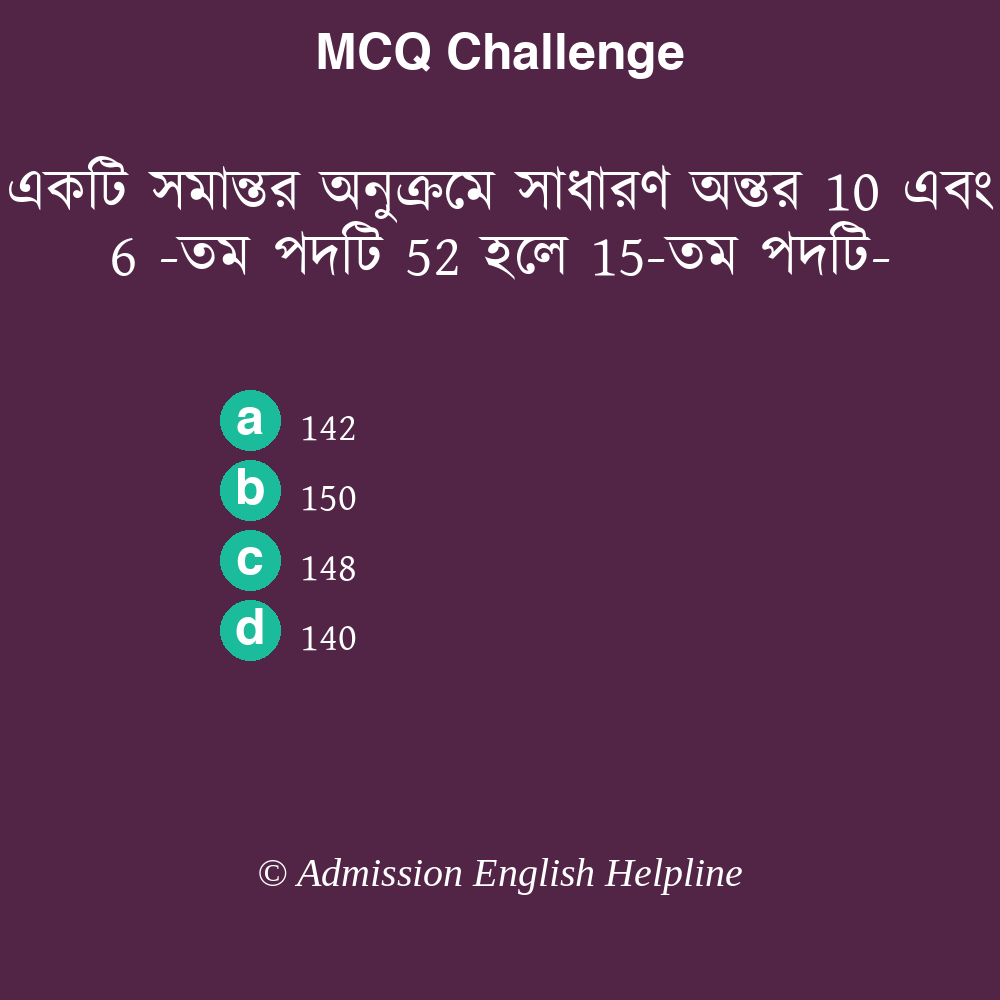 MCQ Challenge
একটি সমান্তর অনুক্রমে সাধারণ অন্তর 10 এবং
6 -তম পদটি 52 হলে 15-তম পদটি-
a 142
b 150
c 148
d 140
© Admission English Helpline